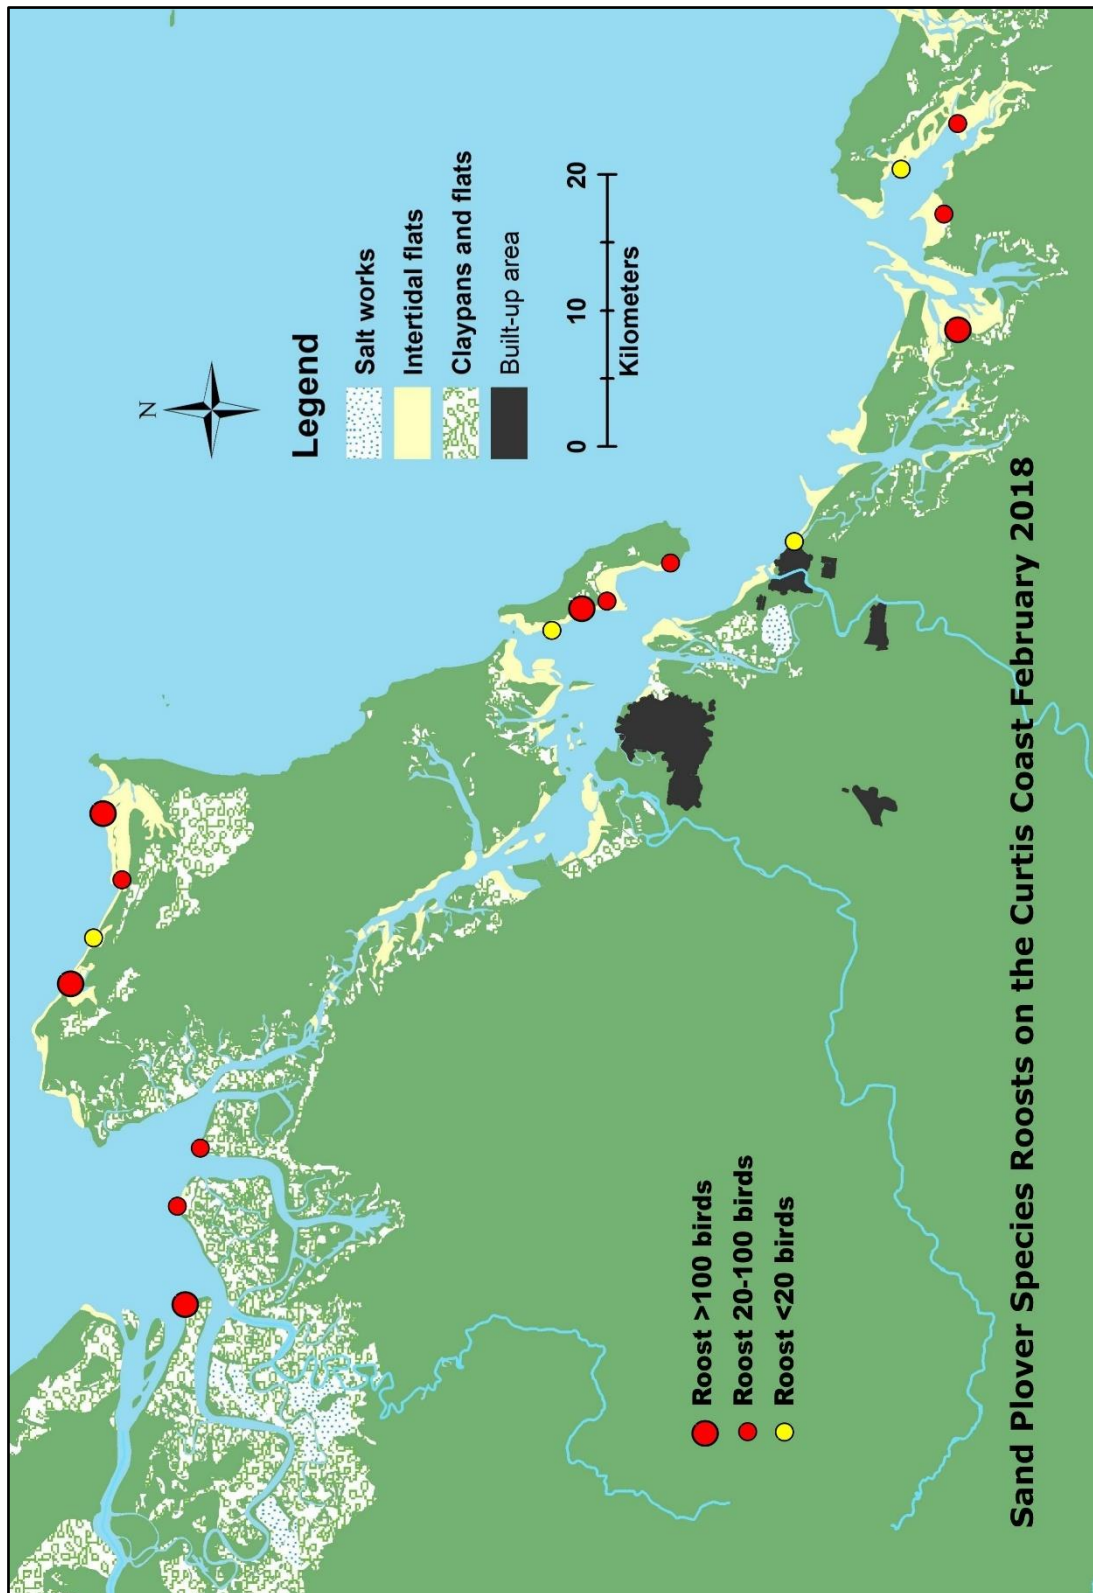 N
Legend
Salt works
Intertidal flats
Claypans and flats
Built-up area
0 10 20
Kilometers
Roost >100 birds
Roost 20-100 birds
Roost <20 birds
Sand Plover Species Roosts on the Curtis Coast February 2018